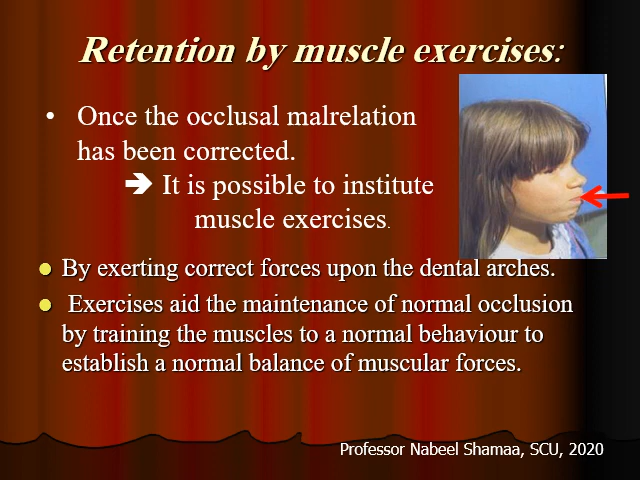 Retention by muscle exercises:
• Once the occlusal malrelation
has been corrected.
➔ It is possible to institute
muscle exercises.
● By exerting correct forces upon the dental arches.
● Exercises aid the maintenance of normal occlusion
by training the muscles to a normal behaviour to
establish a normal balance of muscular forces.
Professor Nabeel Shamaa, SCU, 2020